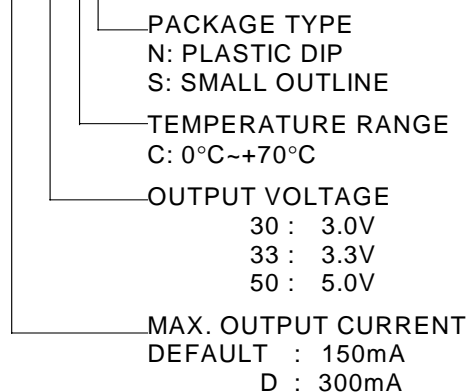 PACKAGE TYPE
N: PLASTIC DIP
S: SMALL OUTLINE
TEMPERATURE RANGE
C: 0°C~+70°C
OUTPUT VOLTAGE
30 : 3.0V
33 : 3.3V
50 : 5.0V
MAX. OUTPUT CURRENT
DEFAULT : 150mA
D : 300mA